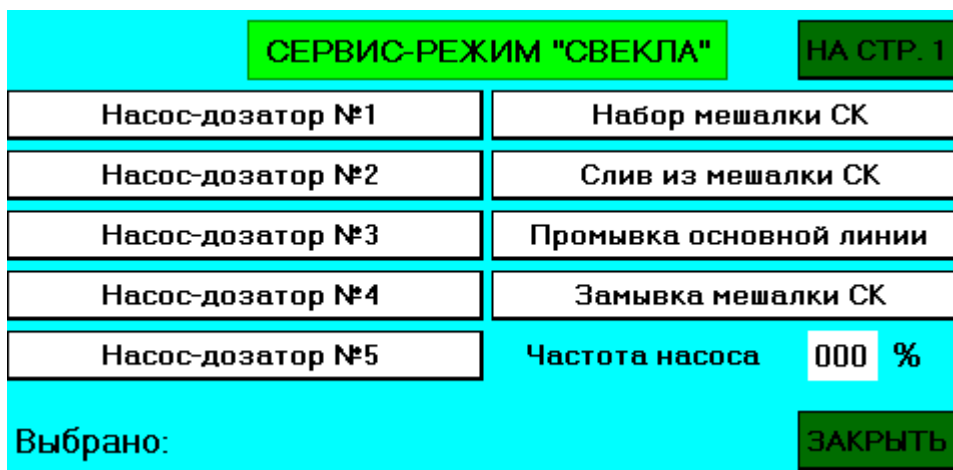 СЕРВИС-РЕЖИМ "СВЕКЛА"
НА СТР. 1
Насос-дозатор №1
Набор мешалки СК
Насос-дозатор №2
Слив из мешалки СК
Насос-дозатор №3
Промывка основной линии
Насос-дозатор №4
Замывка мешалки СК
Насос-дозатор №5
Частота насоса 000 %
Выбрано:
ЗАКРЫТЬ